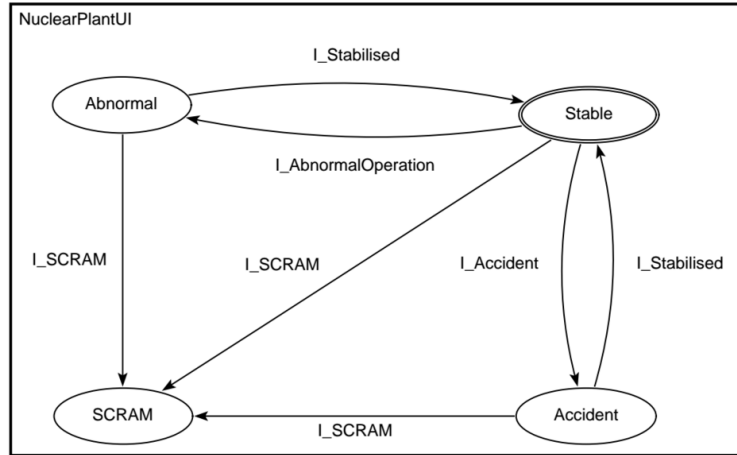 NuclearPlantUI
I_Stabilised
Abnormal
Stable
I_AbnormalOperation
I_SCRAM
I_SCRAM
I_Accident
I_Stabilised
SCRAM
Accident
I_SCRAM